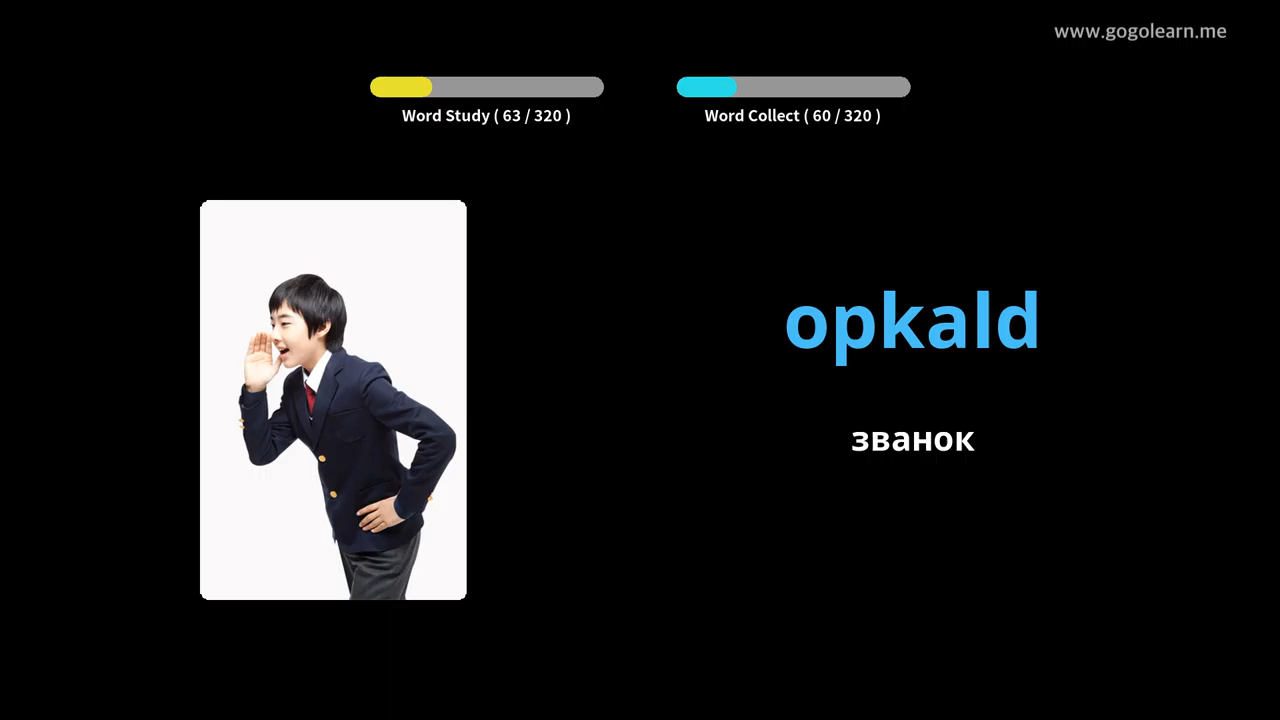 www.gogolearn.me
Word Study ( 63 / 320 )
Word Collect ( 60 / 320 )
opkald
званок